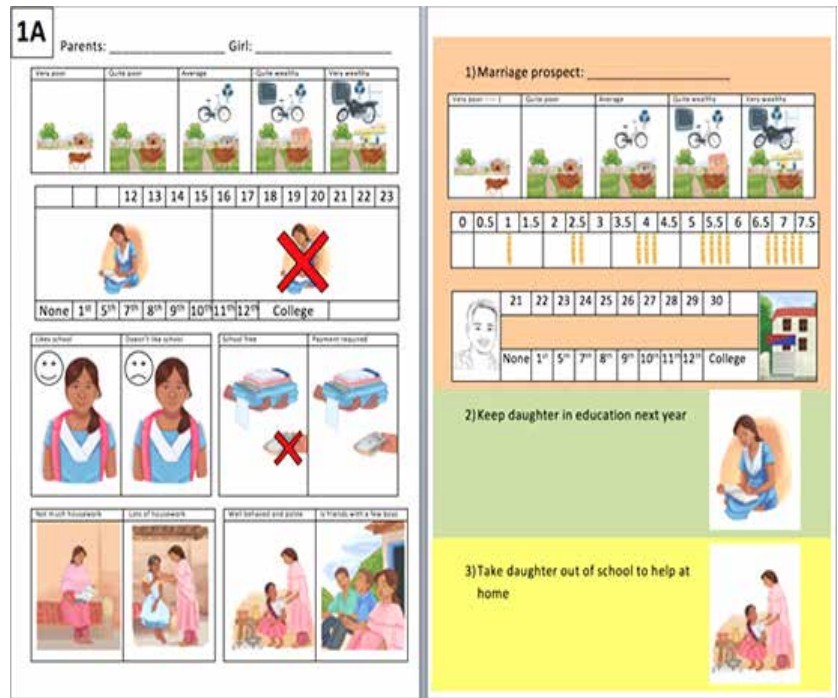 1A
Parents: ____________________ Girl: ____________________
Very poor Quite poor Average Quite wealthy Very wealthy
12 13 14 15 16 17 18 19 20 21 22 23
None 1st 5th 7th 8th 9th 10th 11th 12th College
Likes school Doesn't like school School free Payment required
Not much housework Lots of housework Well behaved and polite Is friends with a few boys
1) Marriage prospect: ____________________
Very poor Quite poor Average Quite wealthy Very wealthy
0 0.5 1 1.5 2 2.5 3 3.5 4 4.5 5 5.5 6 6.5 7 7.5
21 22 23 24 25 26 27 28 29 30
None 1st 5th 7th 8th 9th 10th 11th 12th College
2) Keep daughter in education next year
3) Take daughter out of school to help at
home